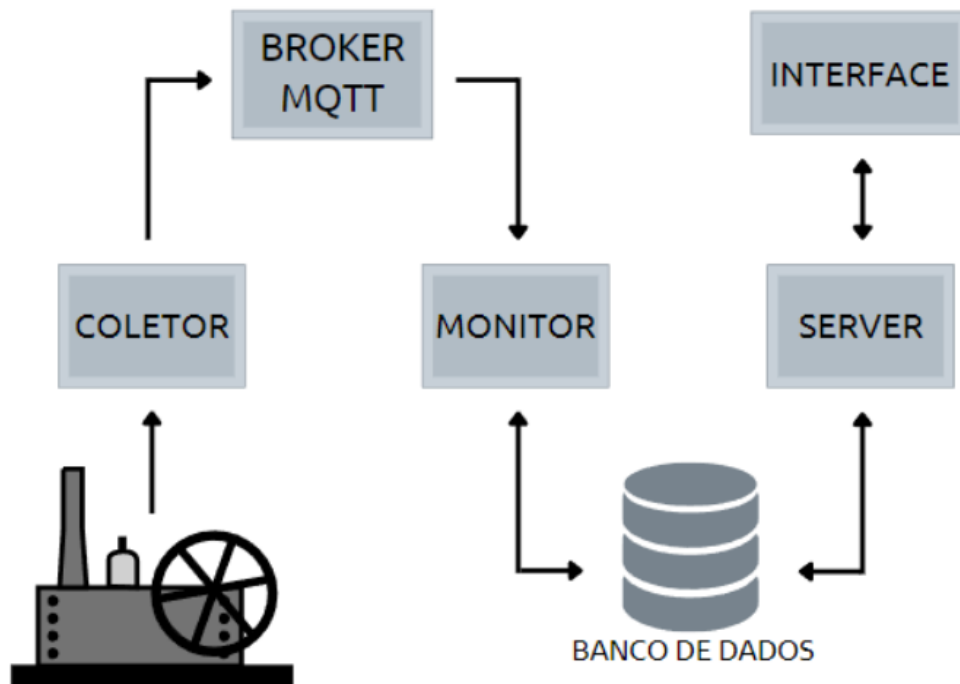 BROKER
MQTT
INTERFACE
COLETOR
MONITOR
SERVER
BANCO DE DADOS